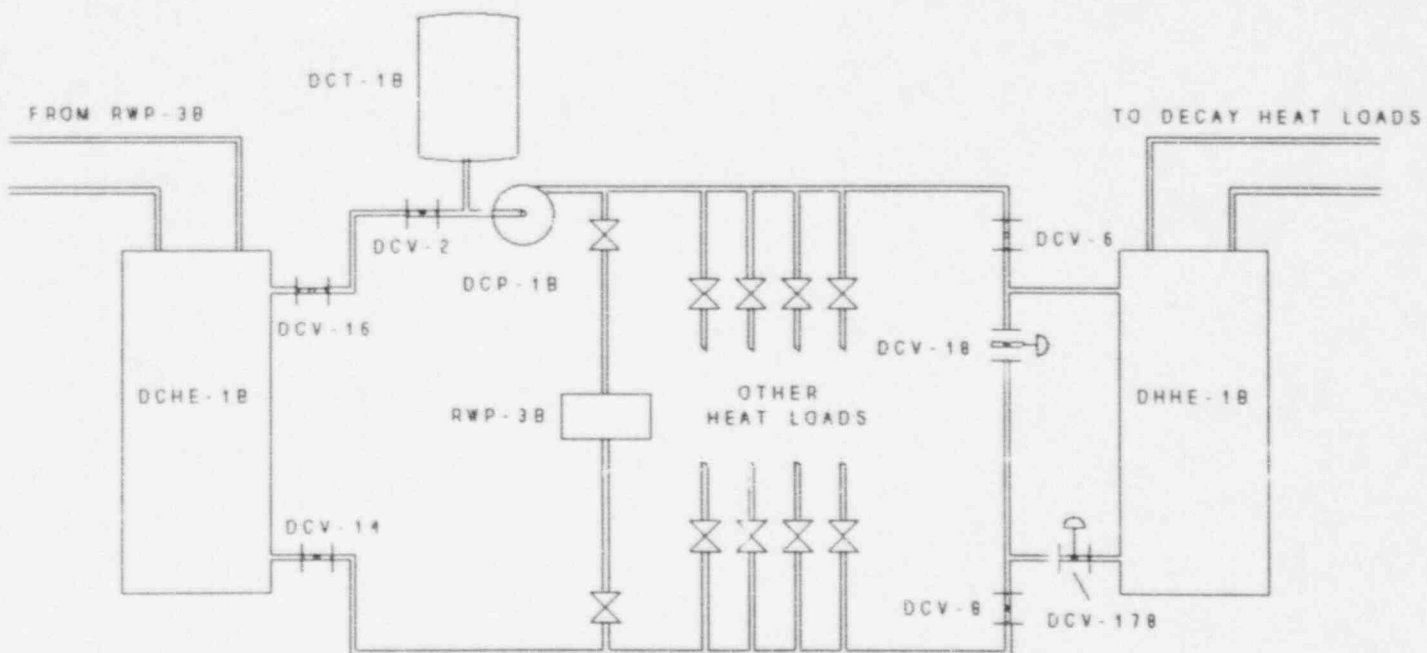 DCT-1B
FROM RWP-3B
TO DECAY HEAT LOADS
DCV-2
DCV-6
DCP-1B
DCV-16
DCV-18
DCHE-1B
RWP-3B
OTHER
HEAT LOADS
DHHE-1B
DCV-14
DCV-8
DCV-178